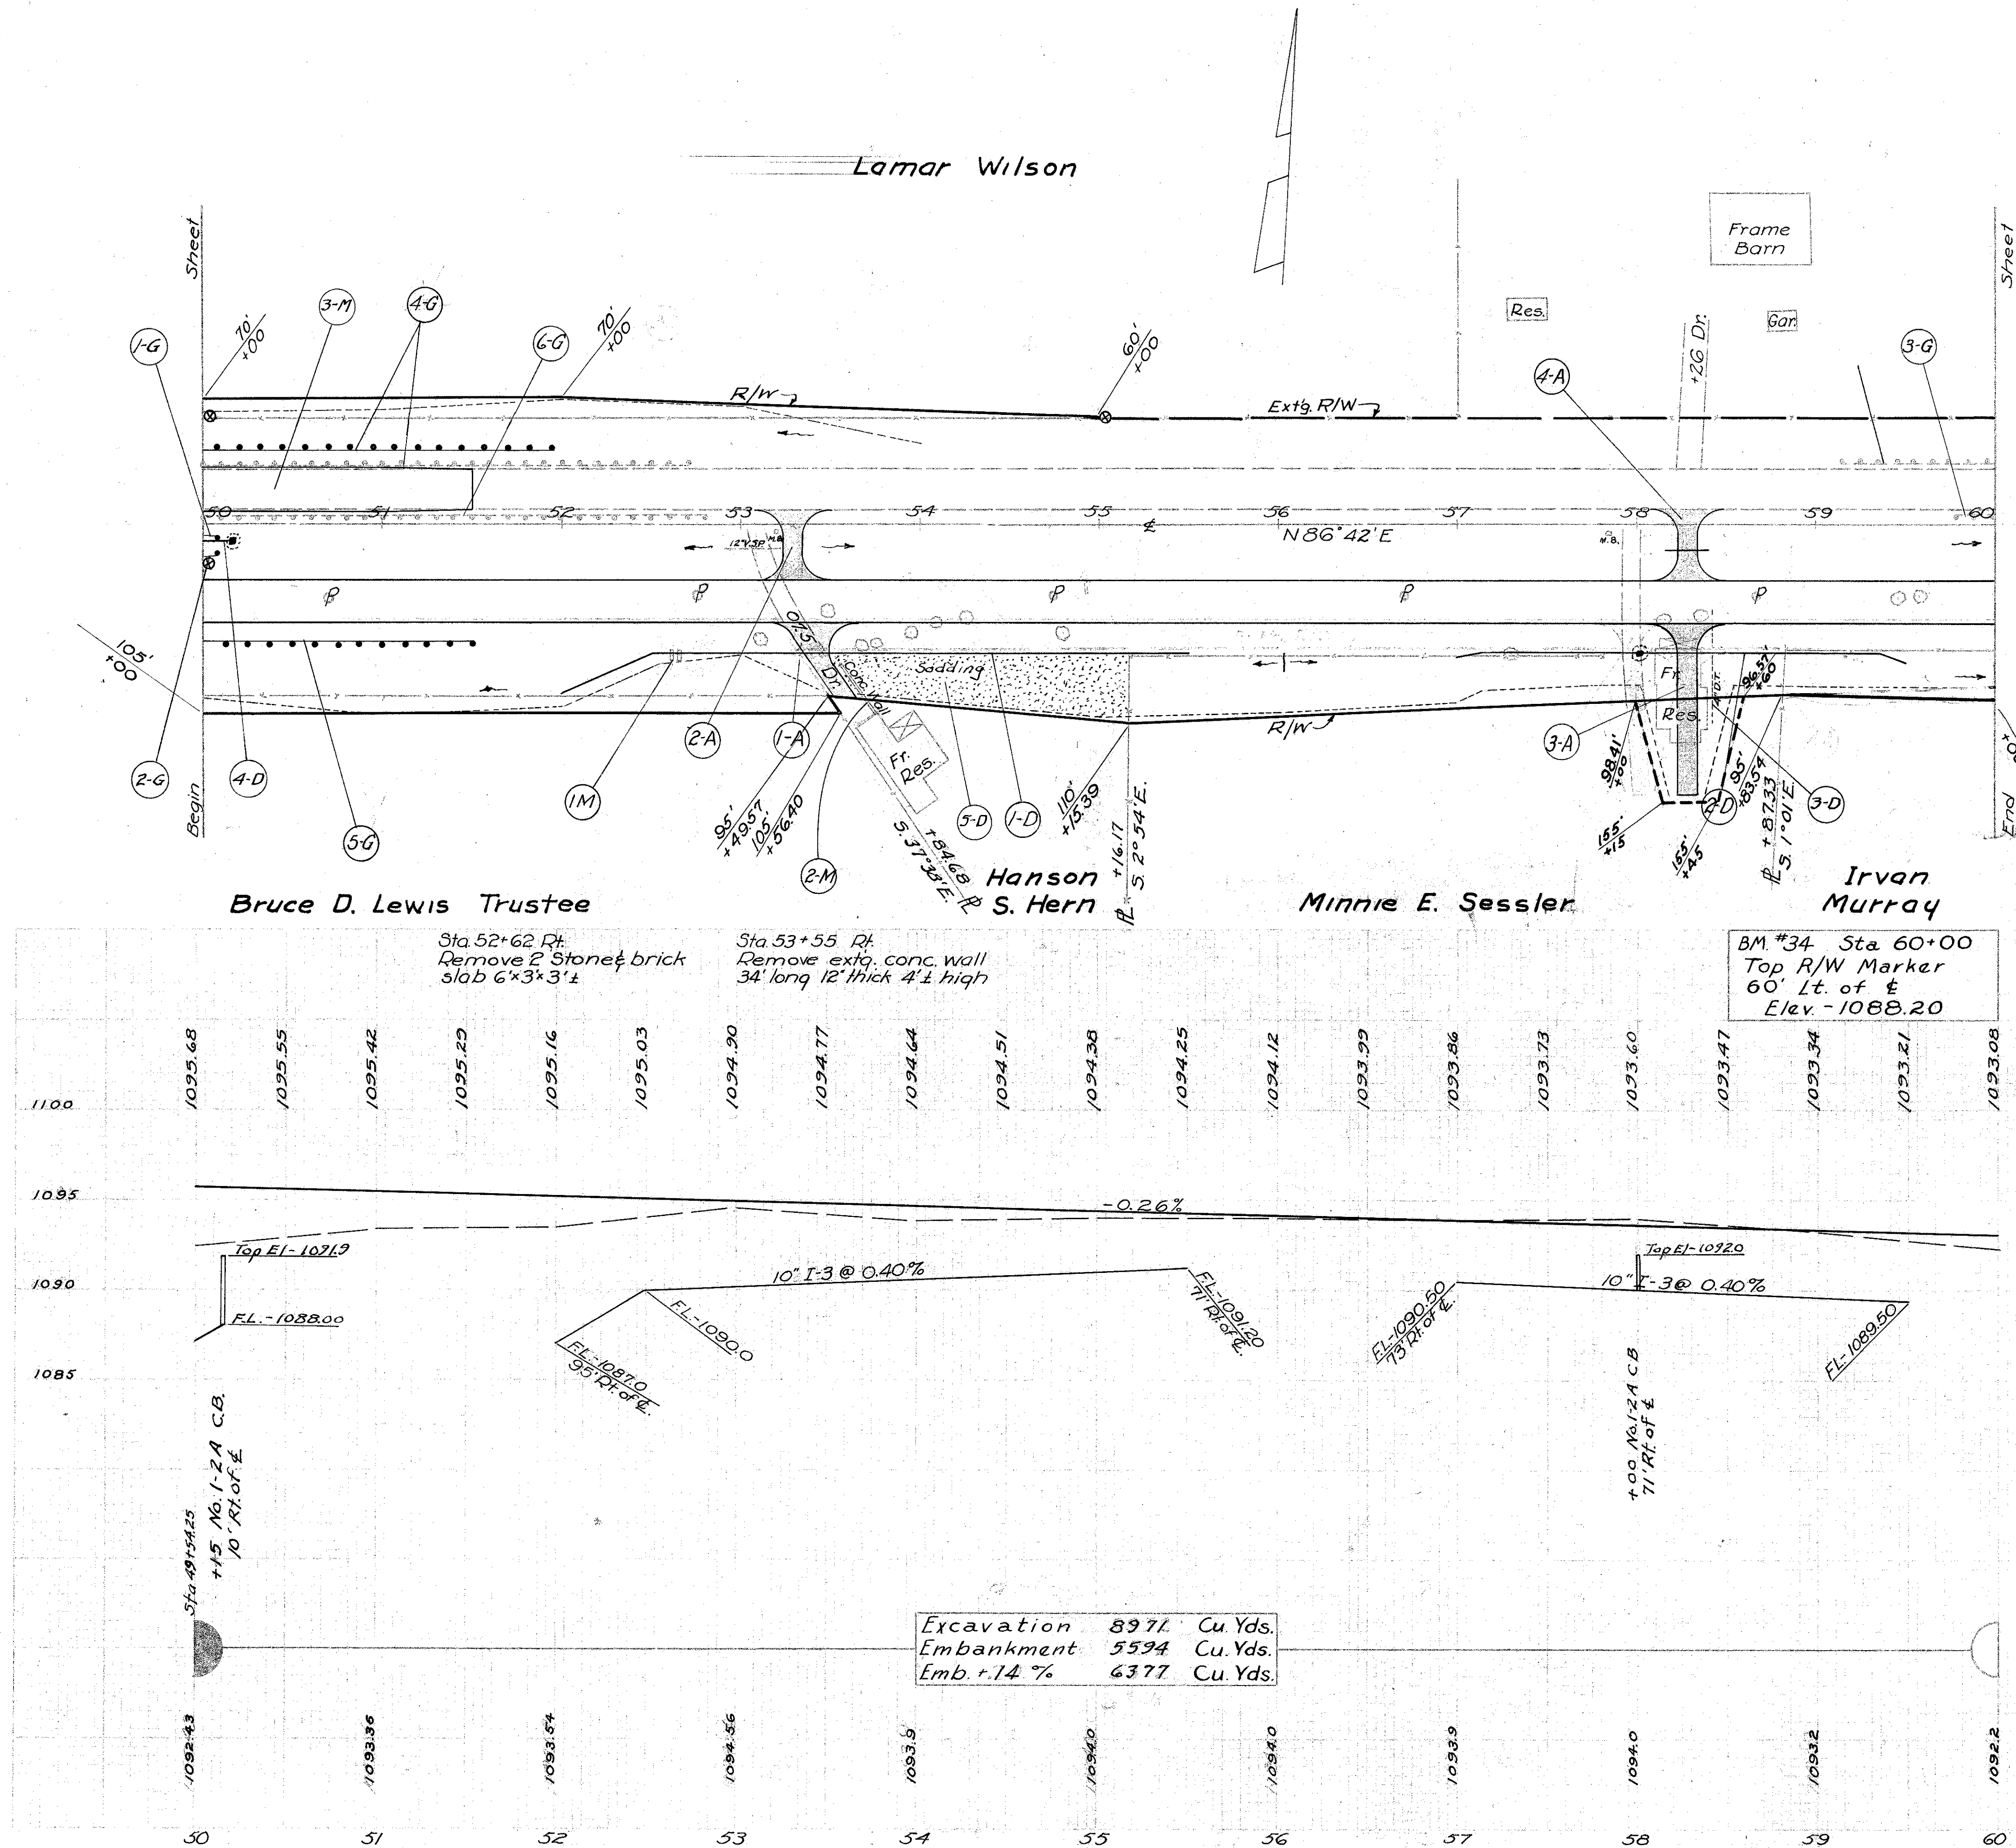 Lamar Wilson
Sheet
Sheet
Frame
Barn
Res.
Gar.
+26 Dr.
1-G
3-M
4-G
6-G
4-A
3-G
70'
+00
70'
+00
60'
+00
R/W
Ext'g. R/W
50
51
52
53
54
55
56
57
58
59
60
℄
N 86° 42' E
12" V.S.P.
M.B.
M.B.
105'
+00
Dr.
Conc. Wall
Sodding
Fr.
Res.
Fr.
Res.
R/W
2-G
4-D
5-G
1M
2-A
1-A
2-M
5-D
1-D
3-A
2-D
3-D
95'
+49.57
105'
+56.40
+84.68
S. 37° 38' E. ⅊
110'
+15.39
+16.17
⅊ S. 2° 54' E.
98.41'
+00
96.57'
+60
155'
+15
155'
+45
95'
+83.54
+87.33
⅊ S. 1° 01' E.
Begin
End
Bruce D. Lewis Trustee
Hanson
S. Hern
Minnie E. Sessler
Irvan
Murray
Sta. 52+62 Rt.
Remove 2 Stone & brick
slab 6'x3'x3'±
Sta. 53+55 Rt.
Remove extg. conc. wall
34' long 12" thick 4'± high
BM. #34 Sta 60+00
Top R/W Marker
60' Lt. of ℄
Elev. - 1088.20
1095.68
1095.55
1095.42
1095.29
1095.16
1095.03
1094.90
1094.77
1094.64
1094.51
1094.38
1094.25
1094.12
1093.99
1093.86
1093.73
1093.60
1093.47
1093.34
1093.21
1093.08
1100
1095
1090
1085
-0.26%
Top El - 1091.9
F.L. - 1088.00
10" I-3 @ 0.40%
F.L. - 1090.0
F.L. - 1087.0
95' Rt. of ℄.
F.L. - 1091.20
71' Rt. of ℄.
F.L. - 1090.50
73' Rt. of ℄.
Top El - 1092.0
10" I-3 @ 0.40%
F.L. - 1089.50
Sta 49+54.25
++15 No. 1-2A C.B.
10' Rt. of ℄
+00 No. 1-2A CB
71' Rt. of ℄
Excavation 8971 Cu. Yds.
Embankment 5594 Cu. Yds.
Emb. + 14 % 6377 Cu. Yds.
1092.43
1093.36
1093.54
1094.56
1093.9
1094.0
1094.0
1093.9
1094.0
1093.2
1092.2
50
51
52
53
54
55
56
57
58
59
60